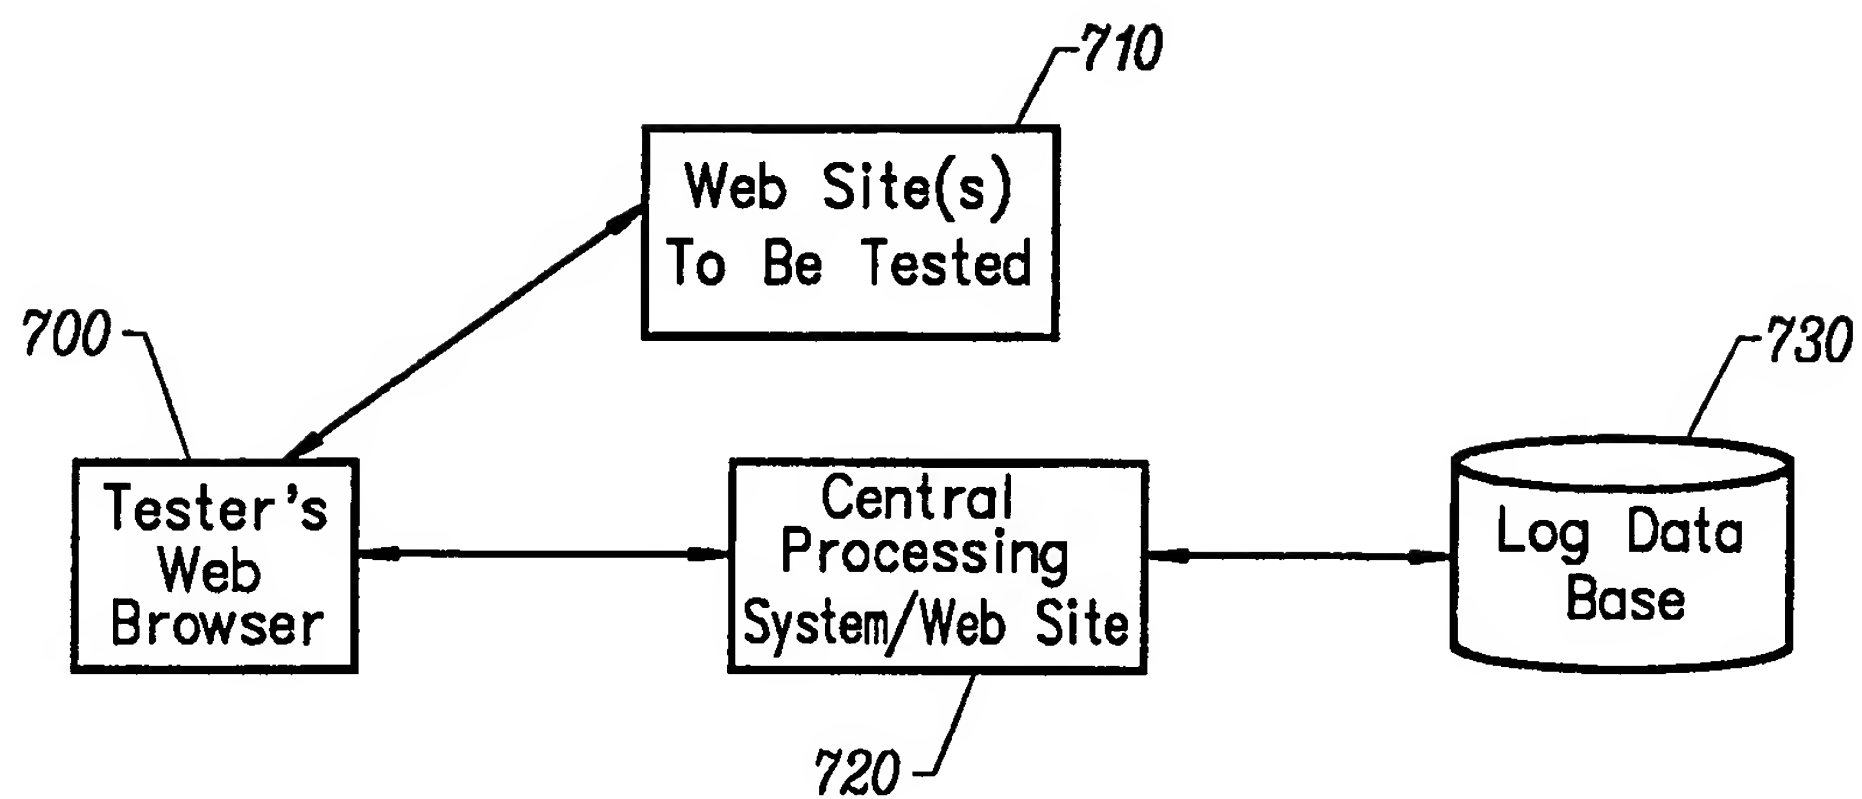 710
Web Site(s)
To Be Tested
700
730
Tester's
Web
Browser
Central
Processing
System/Web Site
Log Data
Base
720